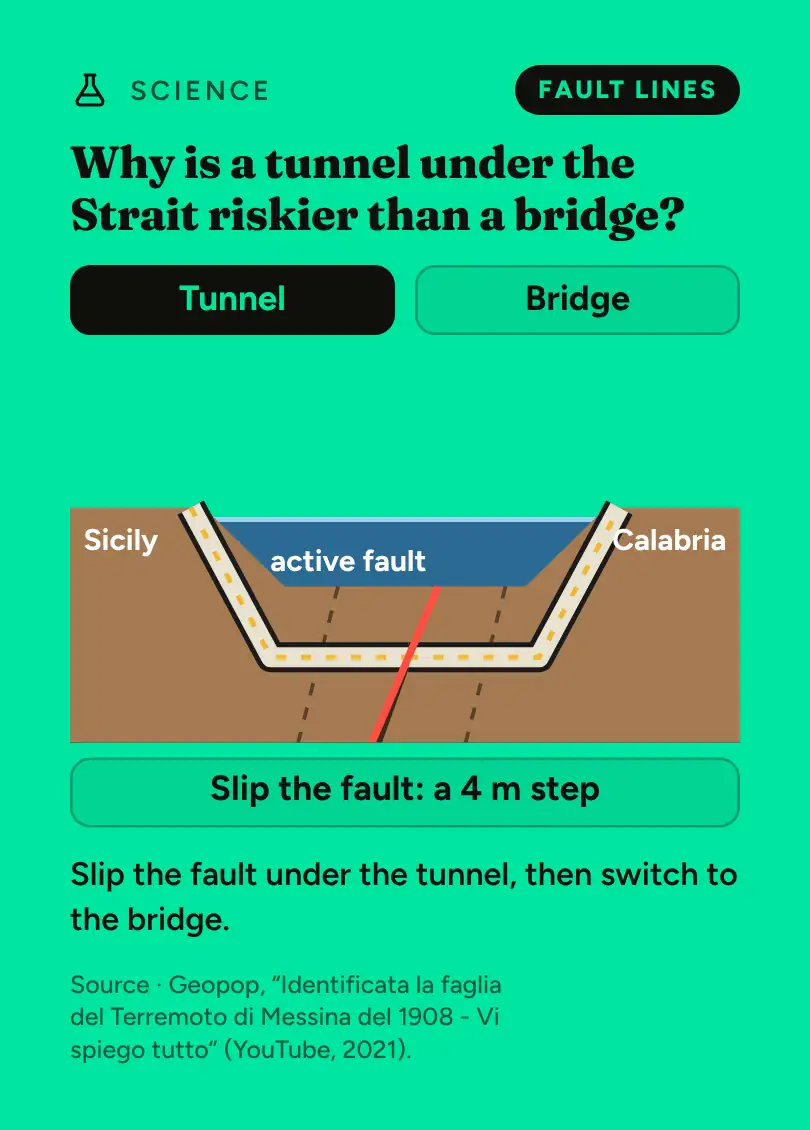 SCIENCE
FAULT LINES
Why is a tunnel under the
Strait riskier than a bridge?
Tunnel
Bridge
Sicily
Calabria
active fault
Slip the fault: a 4 m step
Slip the fault under the tunnel, then switch to
the bridge.
Source · Geopop, “Identificata la faglia
del Terremoto di Messina del 1908 - Vi
spiego tutto” (YouTube, 2021).